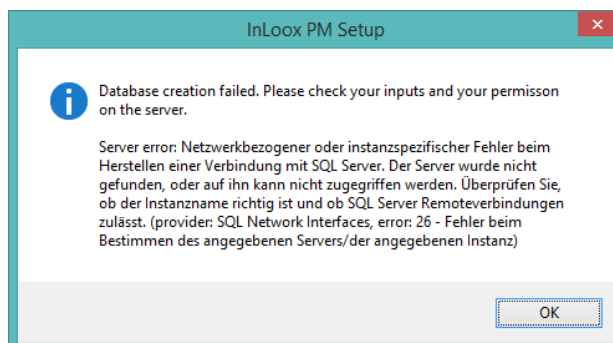 InLoox PM Setup
Database creation failed. Please check your inputs and your permisson
on the server.
Server error: Netzwerkbezogener oder instanzspezifischer Fehler beim
Herstellen einer Verbindung mit SQL Server. Der Server wurde nicht
gefunden, oder auf ihn kann nicht zugegriffen werden. Überprüfen Sie,
ob der Instanzname richtig ist und ob SQL Server Remoteverbindungen
zulässt. (provider: SQL Network Interfaces, error: 26 - Fehler beim
Bestimmen des angegebenen Servers/der angegebenen Instanz)
OK